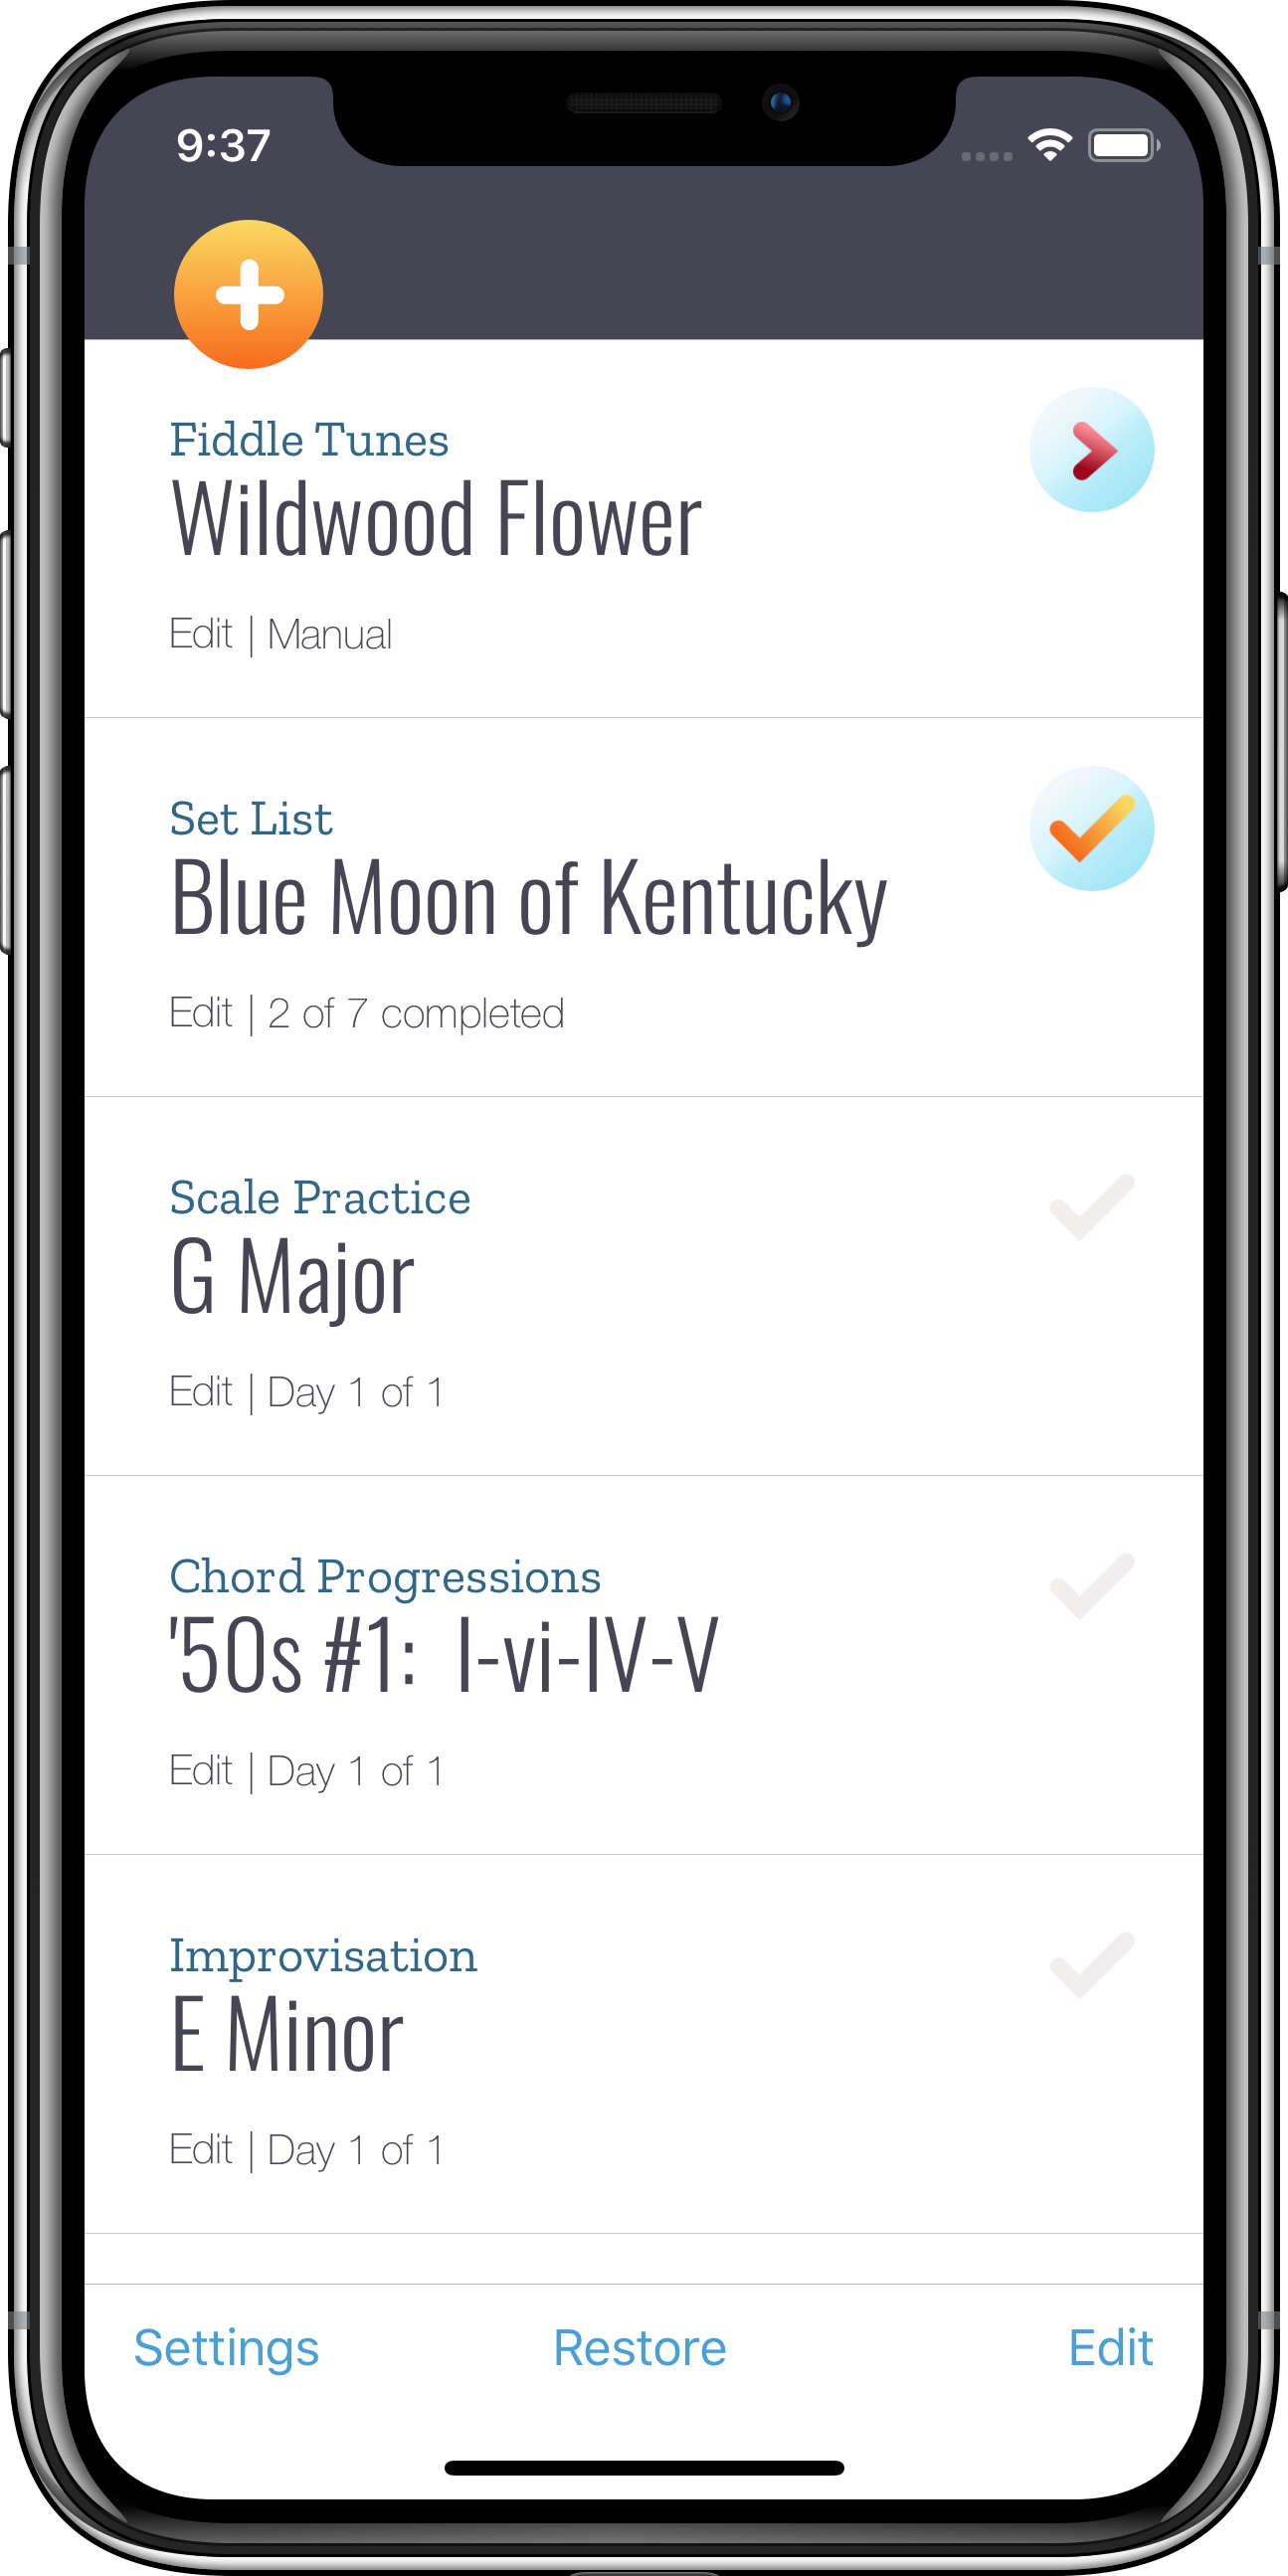 9:37
Fiddle Tunes
Wildwood Flower
Edit | Manual
Set List
Blue Moon of Kentucky
Edit | 2 of 7 completed
Scale Practice
G Major
Edit | Day 1 of 1
Chord Progressions
'50s #1:  I-vi-IV-V
Edit | Day 1 of 1
Improvisation
E Minor
Edit | Day 1 of 1
Settings Restore Edit